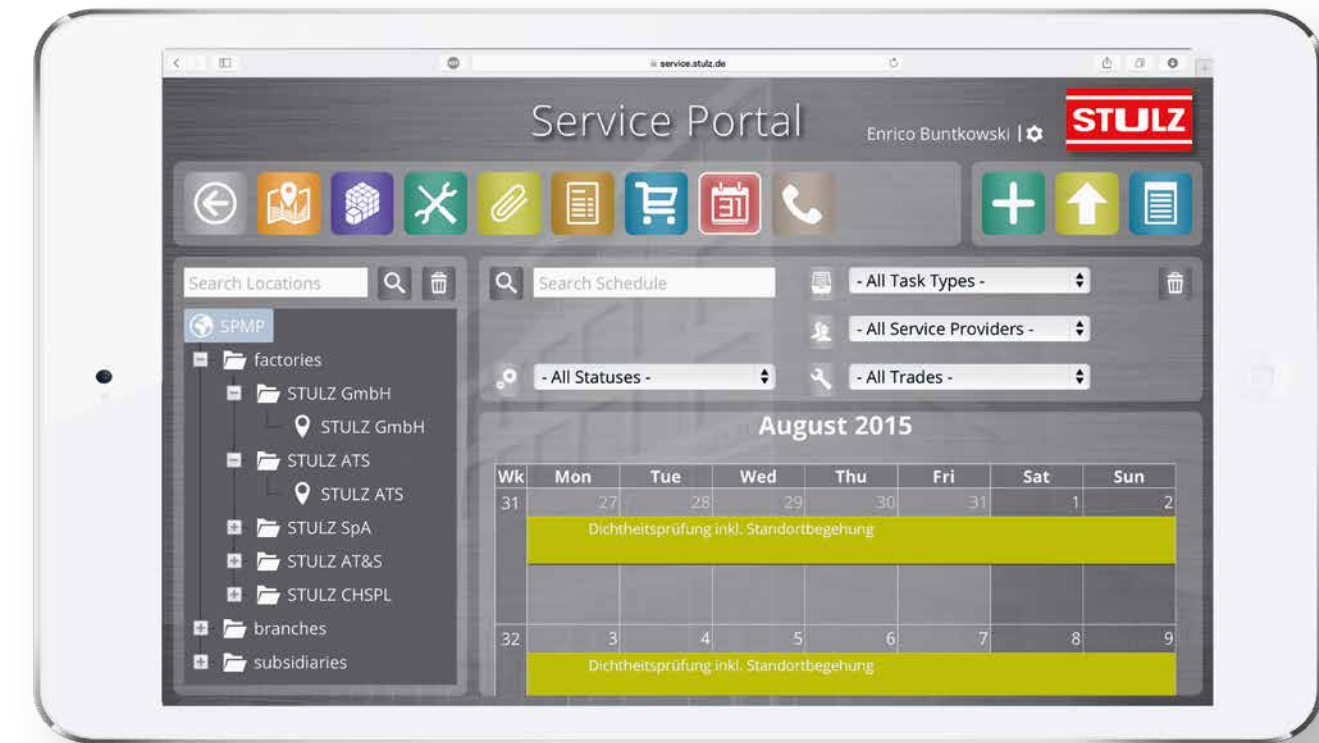 service.stulz.de
Service Portal
Enrico Buntkowski |
STULZ
31
Search Locations
Search Schedule
- All Task Types -
SPMP
- All Service Providers -
factories
- All Statuses -
- All Trades -
STULZ GmbH
STULZ GmbH
STULZ ATS
STULZ ATS
STULZ SpA
STULZ AT&S
STULZ CHSPL
branches
subsidiaries
August 2015
Wk Mon Tue Wed Thu Fri Sat Sun
31 27 28 29 30 31 1 2
Dichtheitsprüfung inkl. Standortbegehung
32 3 4 5 6 7 8 9
Dichtheitsprüfung inkl. Standortbegehung